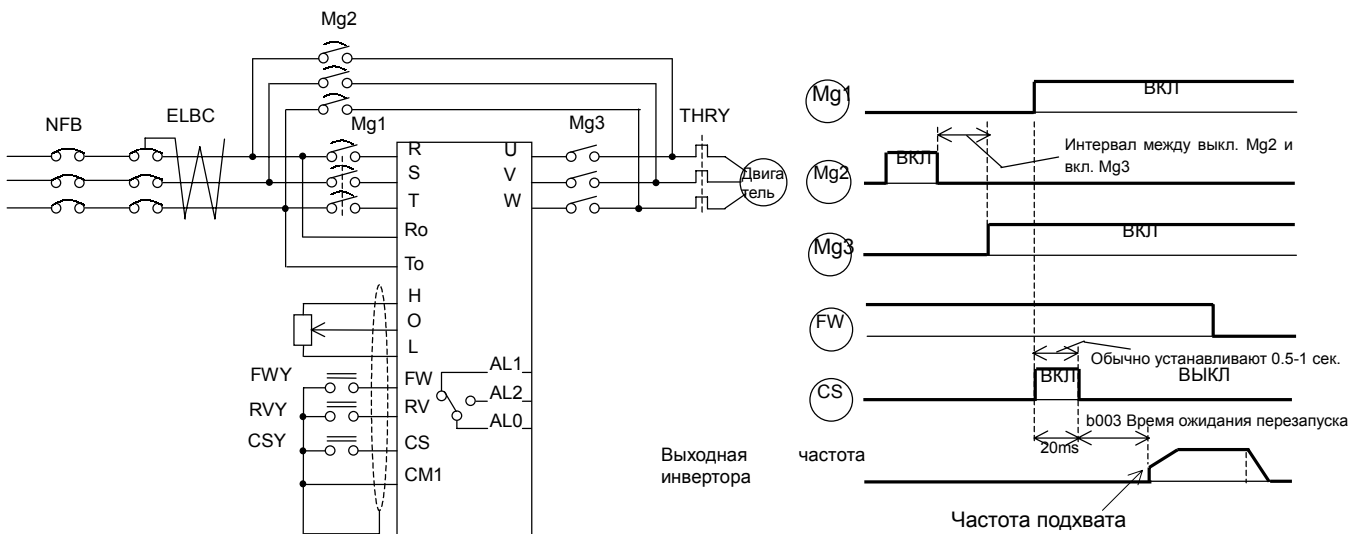 Mg2
NFB
ELBC
Mg1
Mg3
THRY
R
S
T
Ro
To
H
O
L
FW
RV
CS
CM1
U
V
W
AL1
AL2
AL0
Двига
тель
FWY
RVY
CSY
Mg1
ВКЛ
Mg2
ВКЛ
Интервал между выкл. Mg2 и
вкл. Mg3
Mg3
ВКЛ
FW
Обычно устанавливают 0.5-1 сек.
CS
ВКЛ
ВЫКЛ
b003 Время ожидания перезапуска
20ms
Выходная частота
инвертора
Частота подхвата